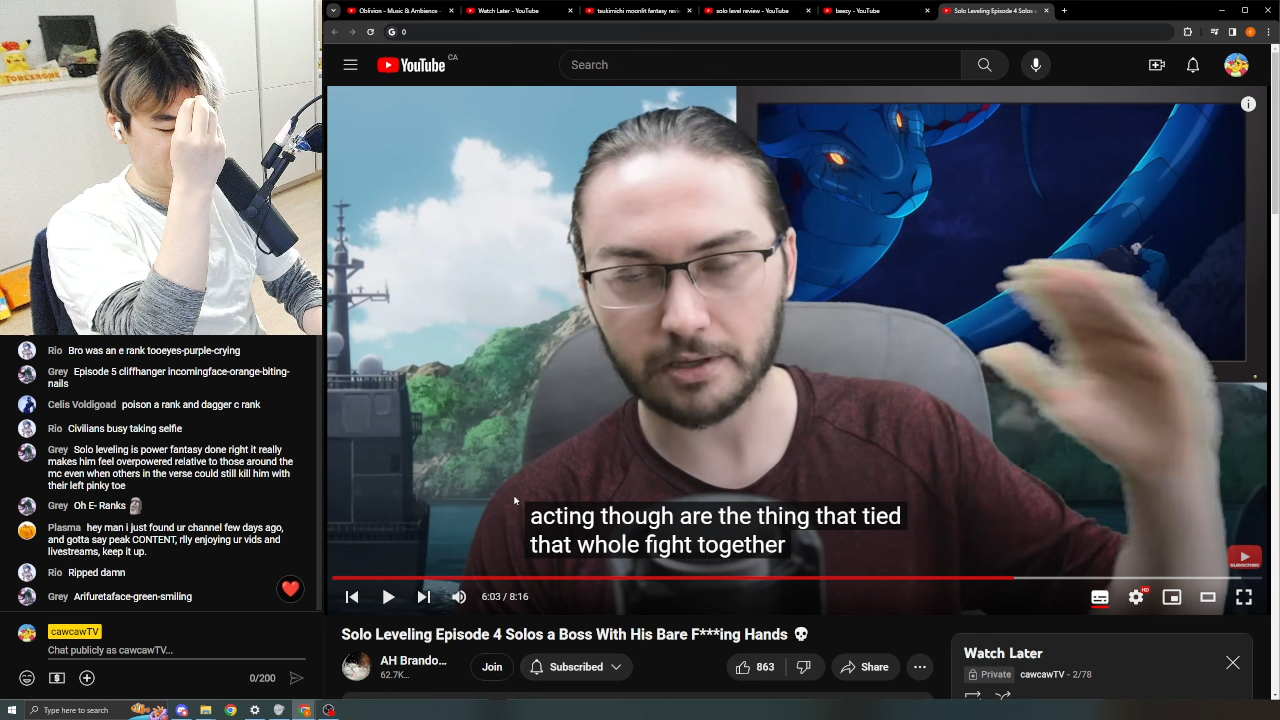 Oblivion - Music & Ambience
Watch Later - YouTube
tsukimichi moonlit fantasy revi
solo level review - YouTube
beezy - YouTube
Solo Leveling Episode 4 Solos
0
YouTube
CA
Search
Rio Bro was an e rank tooeyes-purple-crying
Grey Episode 5 cliffhanger incomingface-orange-biting-
nails
Celis Voldigoad poison a rank and dagger c rank
Rio Civilians busy taking selfie
Grey Solo leveling is power fantasy done right it really
makes him feel overpowered relative to those around the
mc even when others in the verse could still kill him with
their left pinky toe
Grey Oh E- Ranks
Plasma hey man i just found ur channel few days ago,
and gotta say peak CONTENT, rlly enjoying ur vids and
livestreams, keep it up.
Rio Ripped damn
Grey Arifuretaface-green-smiling
cawcawTV
Chat publicly as cawcawTV...
0/200
acting though are the thing that tied
that whole fight together
SUBSCRIBE
6:03 / 8:16
HD
Solo Leveling Episode 4 Solos a Boss With His Bare F***ing Hands
AH Brando...
62.7K...
Join
Subscribed
863
Share
Watch Later
Private cawcawTV - 2/78
Type here to search